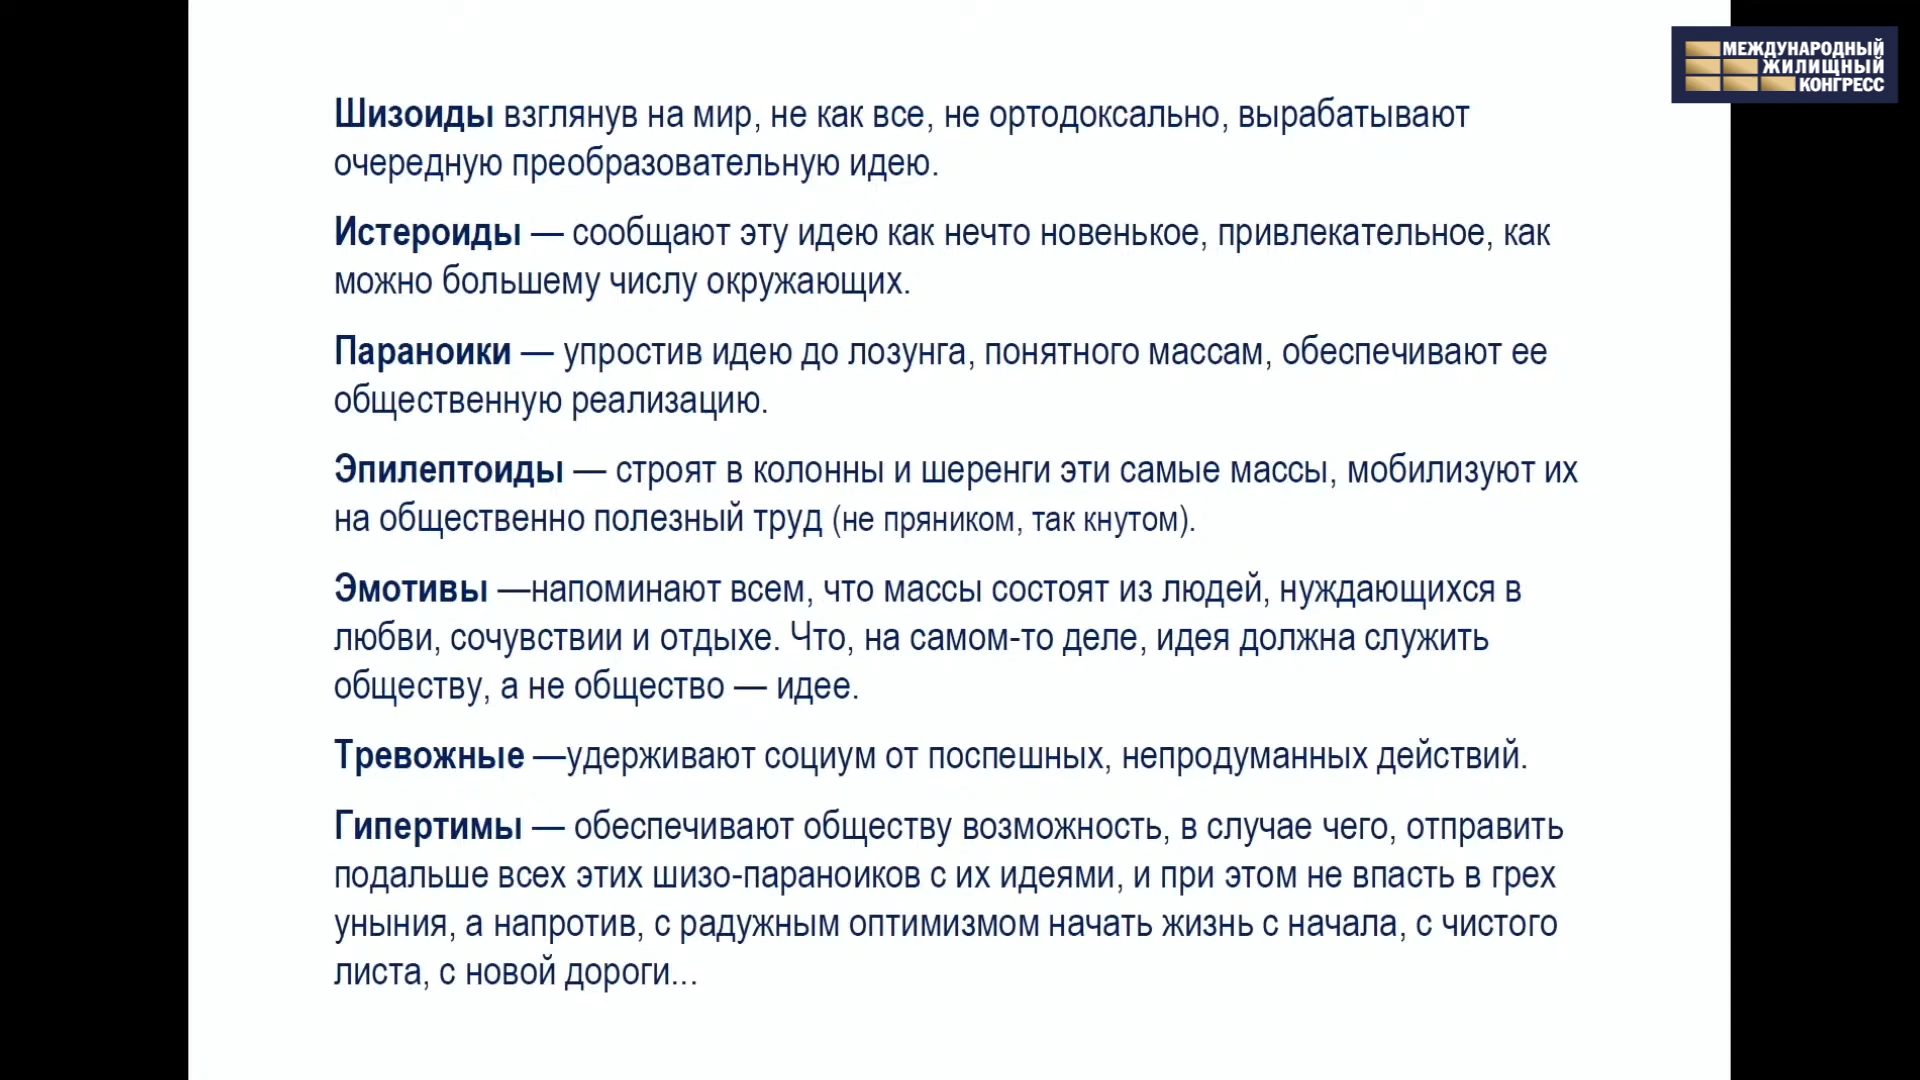 МЕЖДУНАРОДНЫЙ
ЖИЛИЩНЫЙ
КОНГРЕСС
Шизоиды взглянув на мир, не как все, не ортодоксально, вырабатывают
очередную преобразовательную идею.
Истероиды — сообщают эту идею как нечто новенькое, привлекательное, как
можно большему числу окружающих.
Параноики — упростив идею до лозунга, понятного массам, обеспечивают ее
общественную реализацию.
Эпилептоиды — строят в колонны и шеренги эти самые массы, мобилизуют их
на общественно полезный труд (не пряником, так кнутом).
Эмотивы —напоминают всем, что массы состоят из людей, нуждающихся в
любви, сочувствии и отдыхе. Что, на самом-то деле, идея должна служить
обществу, а не общество — идее.
Тревожные —удерживают социум от поспешных, непродуманных действий.
Гипертимы — обеспечивают обществу возможность, в случае чего, отправить
подальше всех этих шизо-параноиков с их идеями, и при этом не впасть в грех
уныния, а напротив, с радужным оптимизмом начать жизнь с начала, с чистого
листа, с новой дороги...